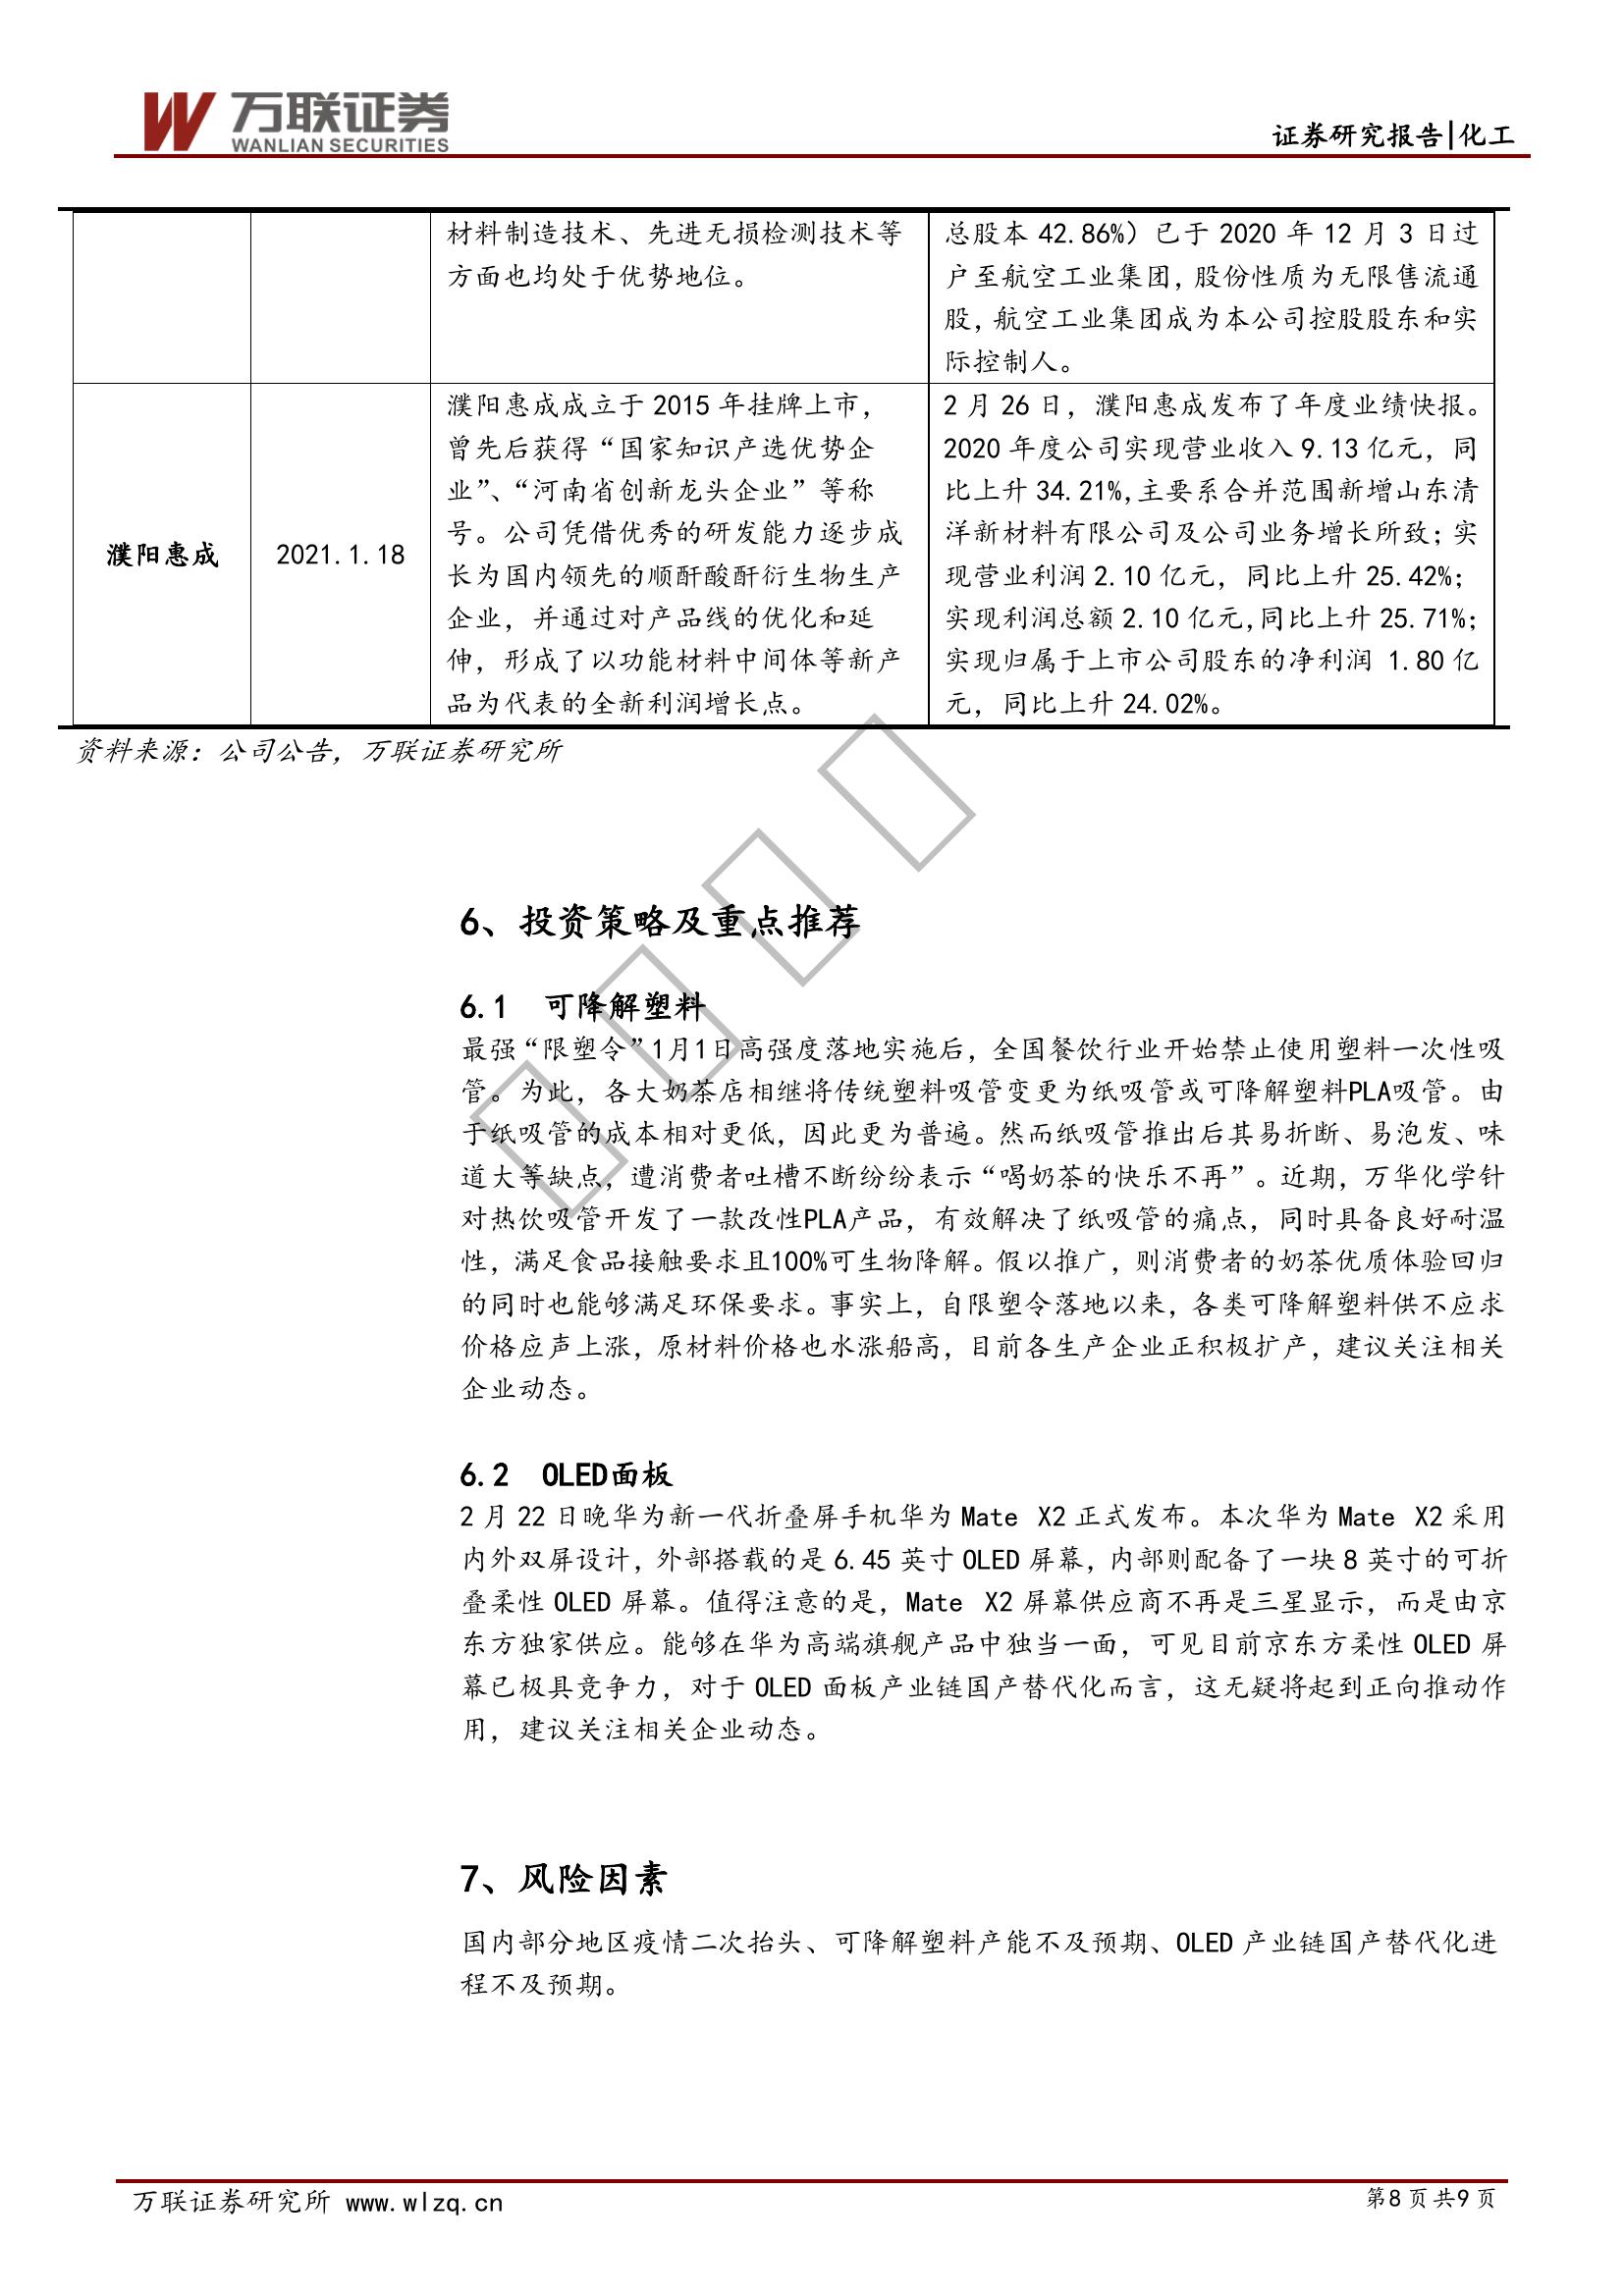 万联证券
WANLIAN SECURITIES
证券研究报告|化工
材料制造技术、先进无损检测技术等
方面也均处于优势地位。
总股本 42.86%）已于 2020 年 12 月 3 日过
户至航空工业集团，股份性质为无限售流通
股，航空工业集团成为本公司控股股东和实
际控制人。
濮阳惠成
2021.1.18
濮阳惠成成立于 2015 年挂牌上市，
曾先后获得“国家知识产选优势企
业”、“河南省创新龙头企业”等称
号。公司凭借优秀的研发能力逐步成
长为国内领先的顺酐酸酐衍生物生产
企业，并通过对产品线的优化和延
伸，形成了以功能材料中间体等新产
品为代表的全新利润增长点。
2 月 26 日，濮阳惠成发布了年度业绩快报。
2020 年度公司实现营业收入 9.13 亿元，同
比上升 34.21%,主要系合并范围新增山东清
洋新材料有限公司及公司业务增长所致；实
现营业利润 2.10 亿元，同比上升 25.42%；
实现利润总额 2.10 亿元，同比上升 25.71%；
实现归属于上市公司股东的净利润 1.80 亿
元，同比上升 24.02%。
资料来源：公司公告，万联证券研究所
6、投资策略及重点推荐
6.1 可降解塑料
最强“限塑令”1月1日高强度落地实施后，全国餐饮行业开始禁止使用塑料一次性吸
管。为此，各大奶茶店相继将传统塑料吸管变更为纸吸管或可降解塑料PLA吸管。由
于纸吸管的成本相对更低，因此更为普遍。然而纸吸管推出后其易折断、易泡发、味
道大等缺点，遭消费者吐槽不断纷纷表示“喝奶茶的快乐不再”。近期，万华化学针
对热饮吸管开发了一款改性PLA产品，有效解决了纸吸管的痛点，同时具备良好耐温
性，满足食品接触要求且100%可生物降解。假以推广，则消费者的奶茶优质体验回归
的同时也能够满足环保要求。事实上，自限塑令落地以来，各类可降解塑料供不应求
价格应声上涨，原材料价格也水涨船高，目前各生产企业正积极扩产，建议关注相关
企业动态。
6.2 OLED面板
2 月 22 日晚华为新一代折叠屏手机华为 Mate X2 正式发布。本次华为 Mate X2 采用
内外双屏设计，外部搭载的是 6.45 英寸 OLED 屏幕，内部则配备了一块 8 英寸的可折
叠柔性 OLED 屏幕。值得注意的是，Mate X2 屏幕供应商不再是三星显示，而是由京
东方独家供应。能够在华为高端旗舰产品中独当一面，可见目前京东方柔性 OLED 屏
幕已极具竞争力，对于 OLED 面板产业链国产替代化而言，这无疑将起到正向推动作
用，建议关注相关企业动态。
7、风险因素
国内部分地区疫情二次抬头、可降解塑料产能不及预期、OLED 产业链国产替代化进
程不及预期。
万联证券研究所 www.wlzq.cn
第8页共9页